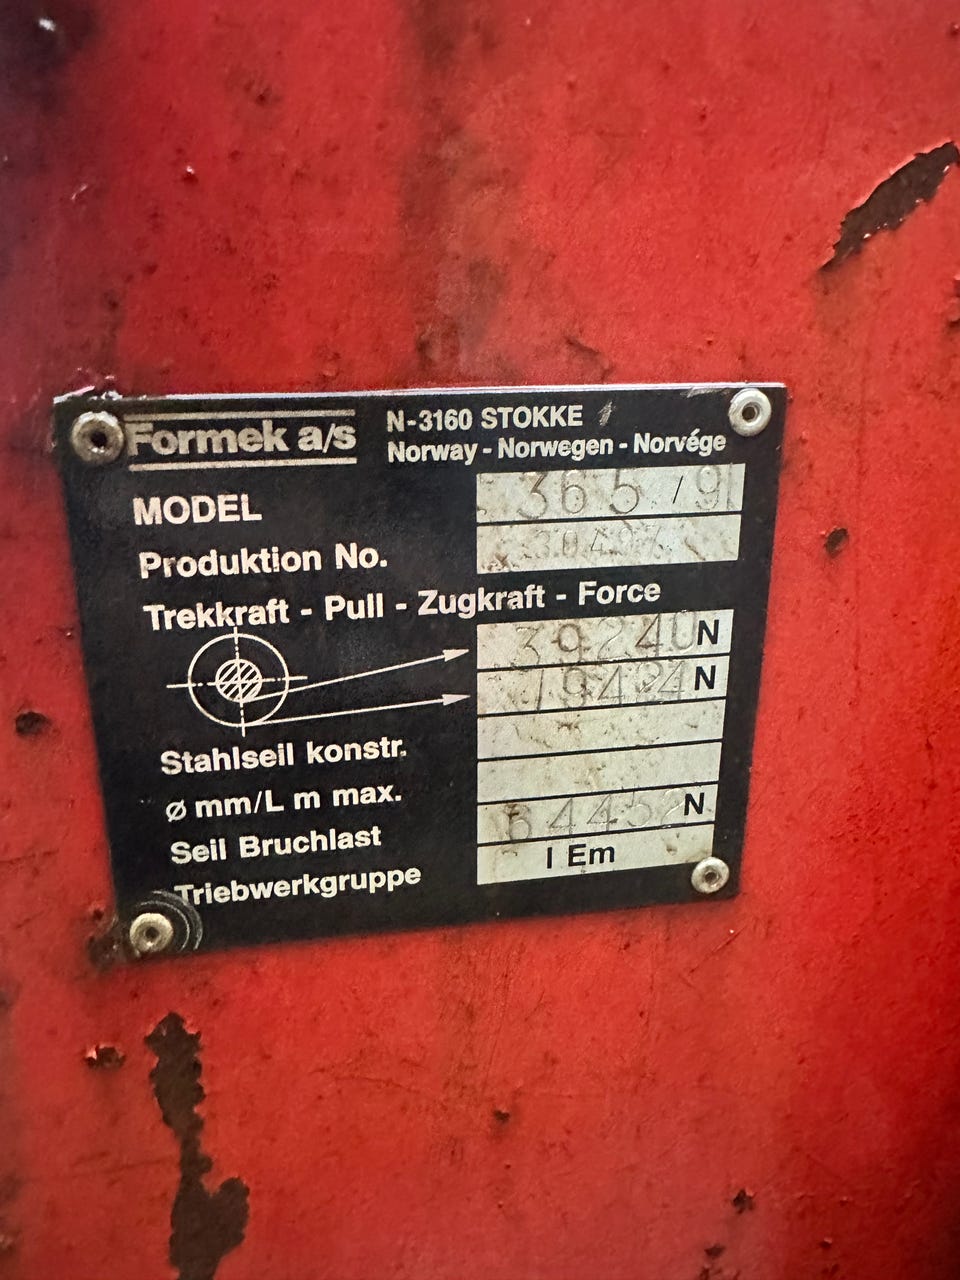 Formek a/s
N-3160 STOKKE
Norway - Norwegen - Norvége
MODEL 365 / 91
Produktion No.
Trekkraft - Pull - Zugkraft - Force
39240 N
N
Stahlseil konstr.
ø mm/L m max.
Seil Bruchlast N
Triebwerkgruppe I Em